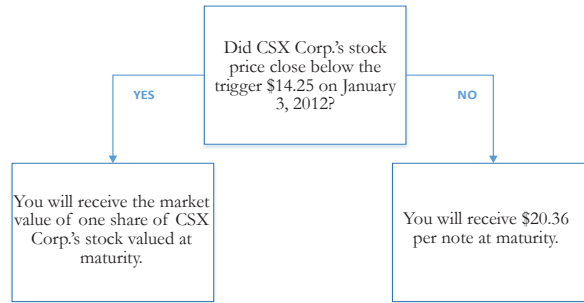 Did CSX Corp.'s stock
price close below the
trigger $14.25 on January
3, 2012?
YES
NO
You will receive the market
value of one share of CSX
Corp.'s stock valued at
maturity.
You will receive $20.36
per note at maturity.